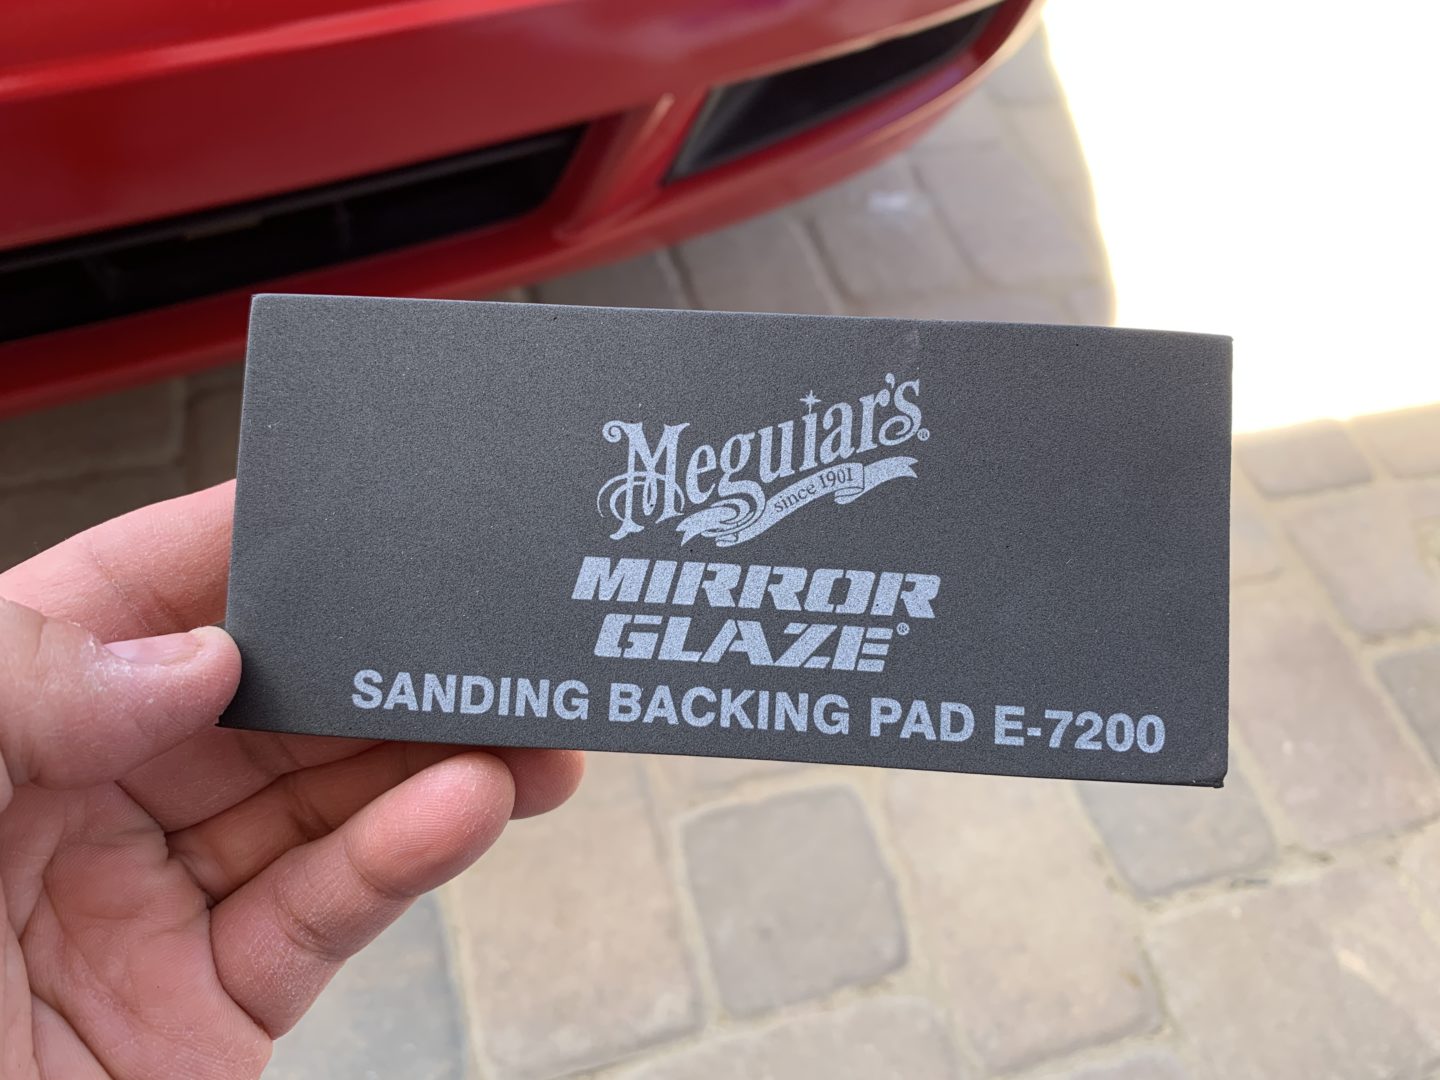 Meguiar's®
since 1901
MIRROR
GLAZE®
SANDING BACKING PAD E-7200